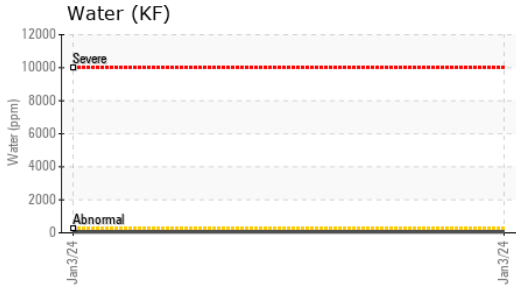 Water (KF)
12000
Severe
10000
8000
6000
4000
2000
Abnormal
0
Water (ppm)
Jan3/24
Jan3/24